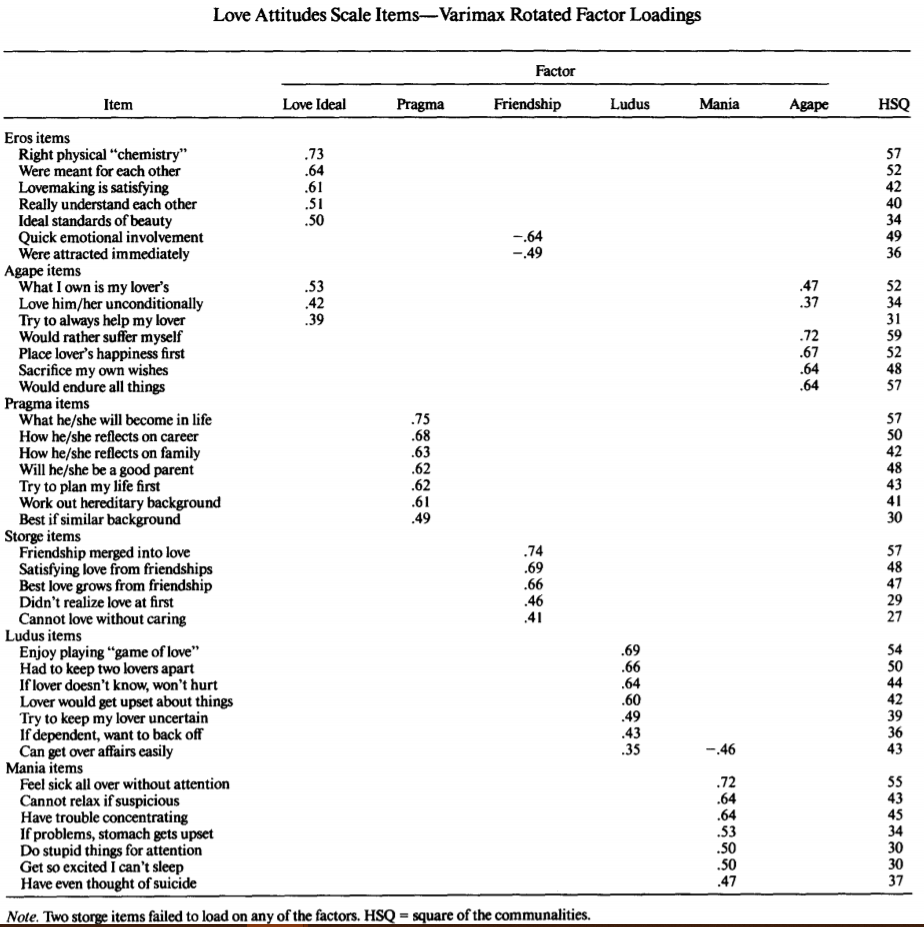 Love Attitudes Scale Items—Varimax Rotated Factor Loadings
Factor
Item Love Ideal Pragma Friendship Ludus Mania Agape HSQ
Eros items
Right physical “chemistry” .73 57
Were meant for each other .64 52
Lovemaking is satisfying .61 42
Really understand each other .51 40
Ideal standards of beauty .50 34
Quick emotional involvement −.64 49
Were attracted immediately −.49 36
Agape items
What I own is my lover’s .53 .47 52
Love him/her unconditionally .42 .37 34
Try to always help my lover .39 31
Would rather suffer myself .72 59
Place lover’s happiness first .67 52
Sacrifice my own wishes .64 48
Would endure all things .64 57
Pragma items
What he/she will become in life .75 57
How he/she reflects on career .68 50
How he/she reflects on family .63 42
Will he/she be a good parent .62 48
Try to plan my life first .62 43
Work out hereditary background .61 41
Best if similar background .49 30
Storge items
Friendship merged into love .74 57
Satisfying love from friendships .69 48
Best love grows from friendship .66 47
Didn’t realize love at first .46 29
Cannot love without caring .41 27
Ludus items
Enjoy playing “game of love” .69 54
Had to keep two lovers apart .66 50
If lover doesn’t know, won’t hurt .64 44
Lover would get upset about things .60 42
Try to keep my lover uncertain .49 39
If dependent, want to back off .43 36
Can get over affairs easily .35 −.46 43
Mania items
Feel sick all over without attention .72 55
Cannot relax if suspicious .64 43
Have trouble concentrating .64 45
If problems, stomach gets upset .53 34
Do stupid things for attention .50 30
Get so excited I can’t sleep .50 30
Have even thought of suicide .47 37
Note. Two storge items failed to load on any of the factors. HSQ = square of the communalities.